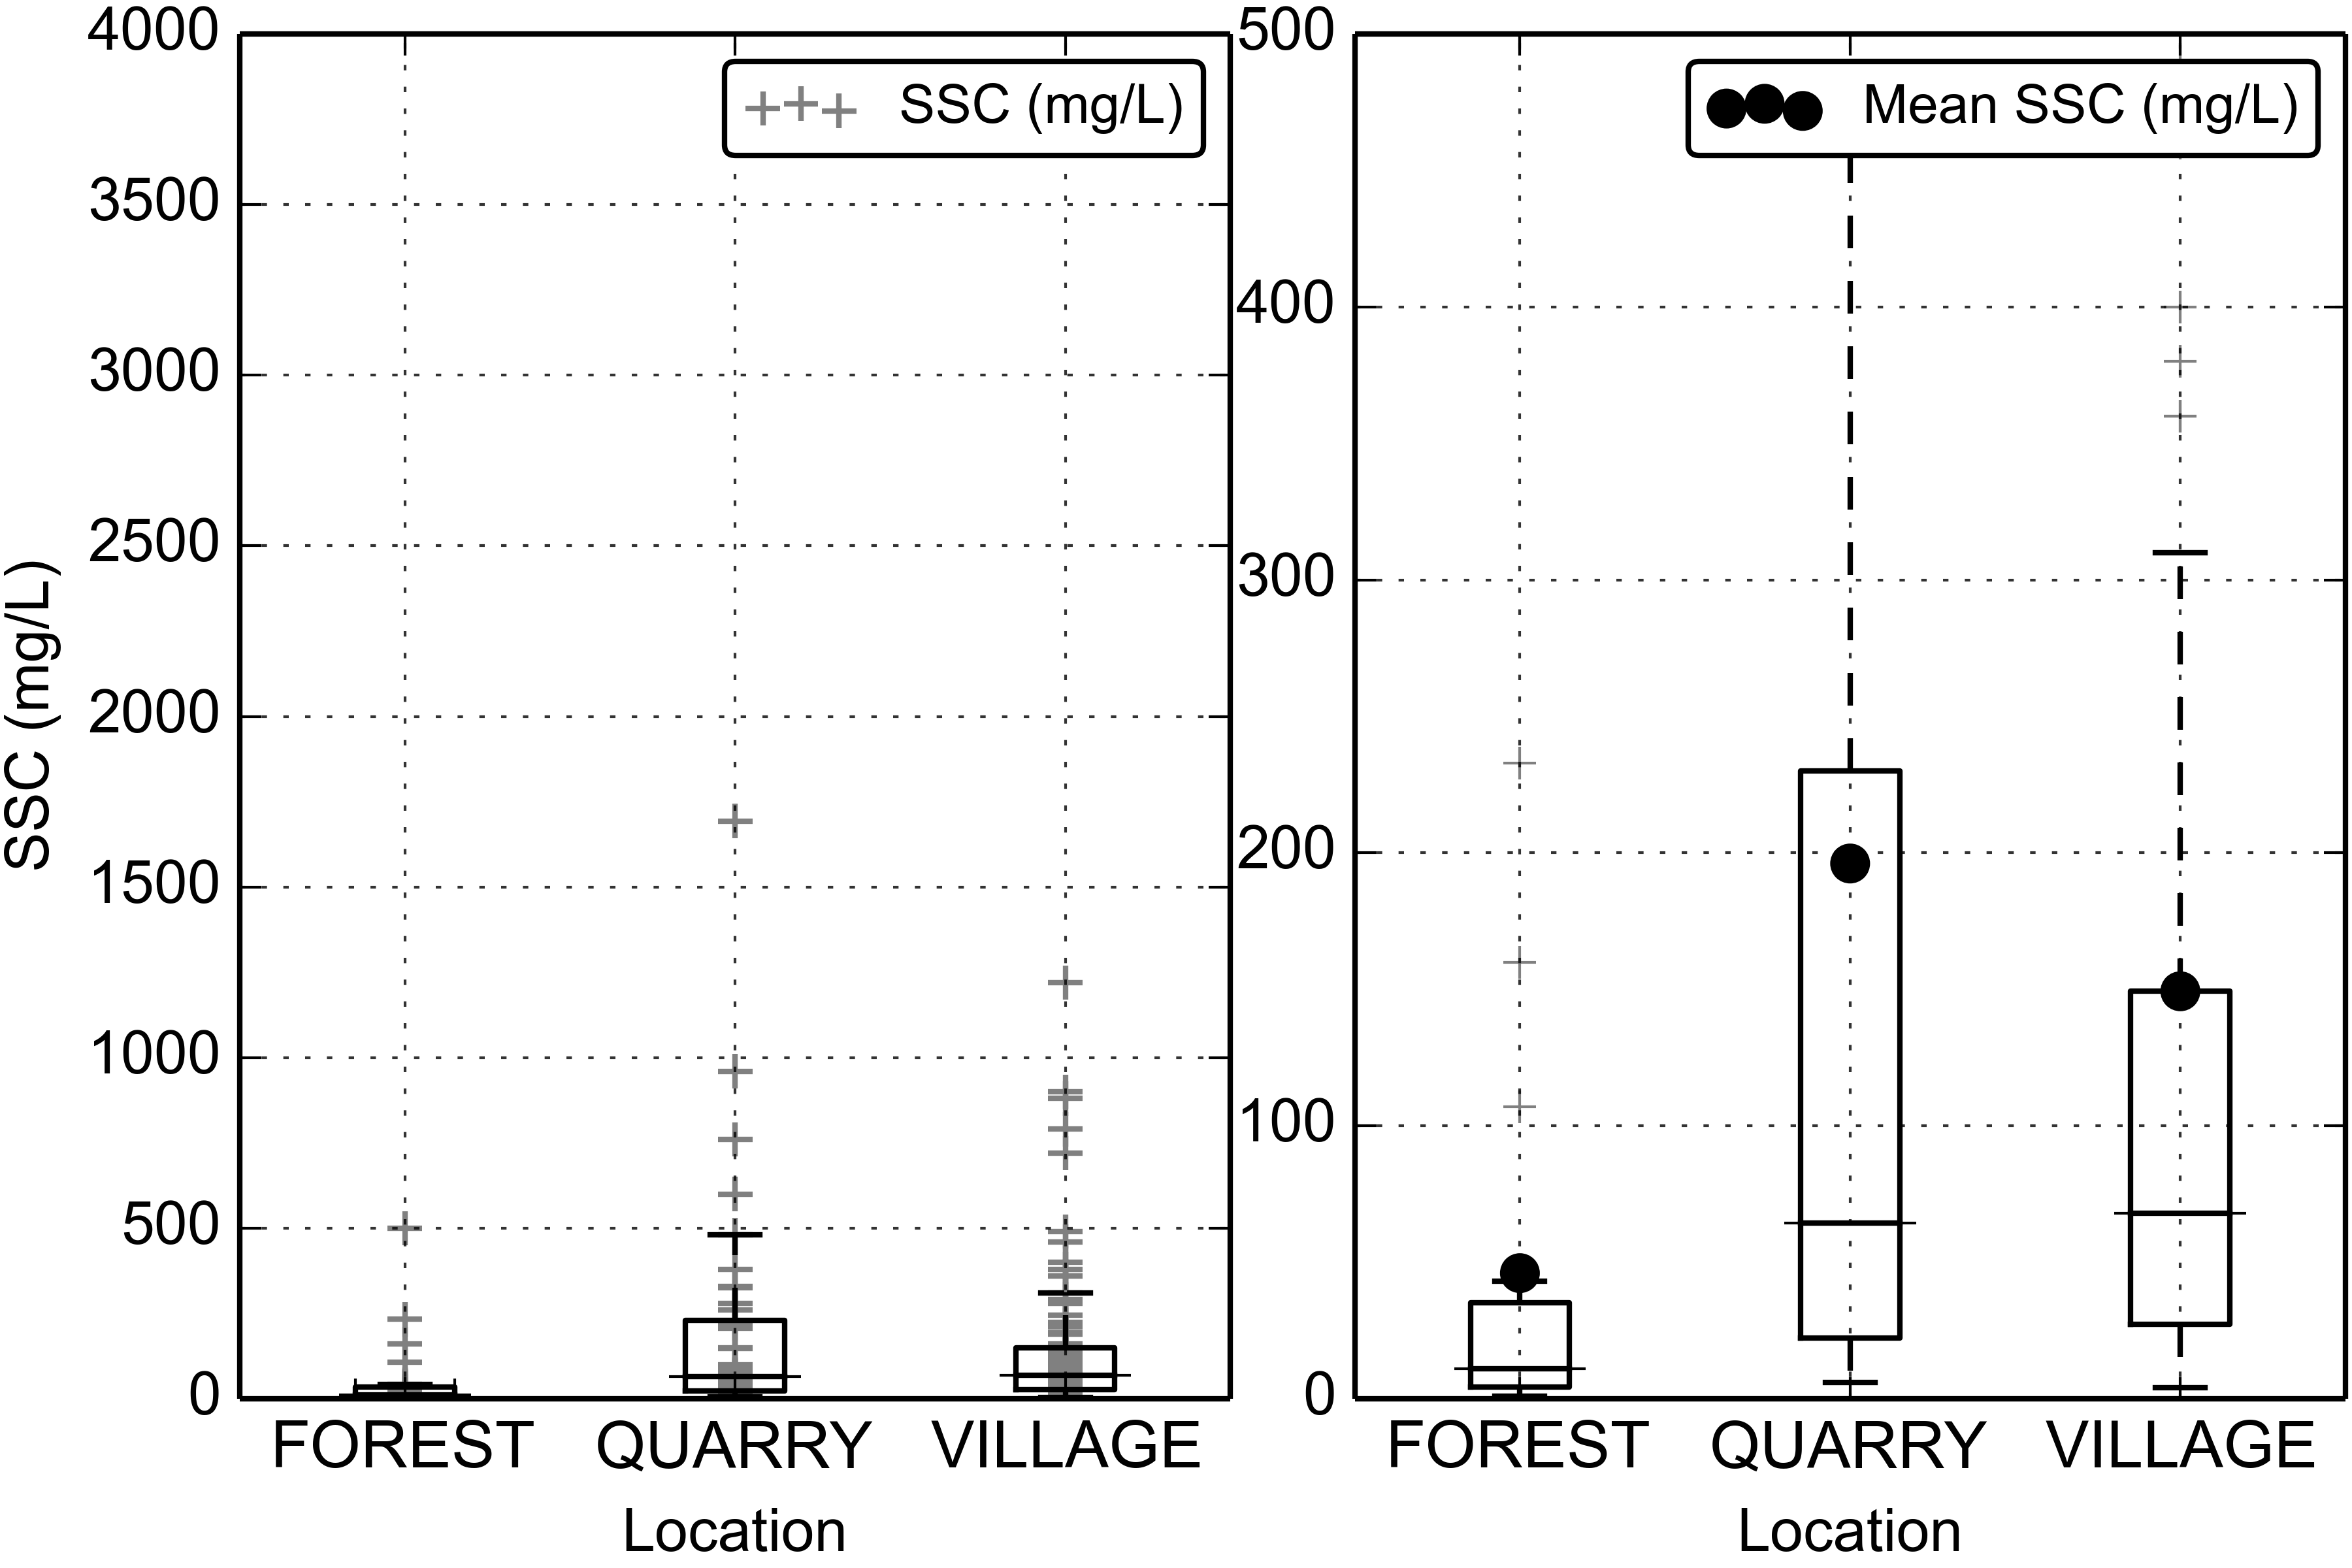 4000
3500
3000
2500
2000
1500
1000
500
0
SSC (mg/L)
SSC (mg/L)
FOREST QUARRY VILLAGE
Location
500
400
300
200
100
0
Mean SSC (mg/L)
FOREST QUARRY VILLAGE
Location